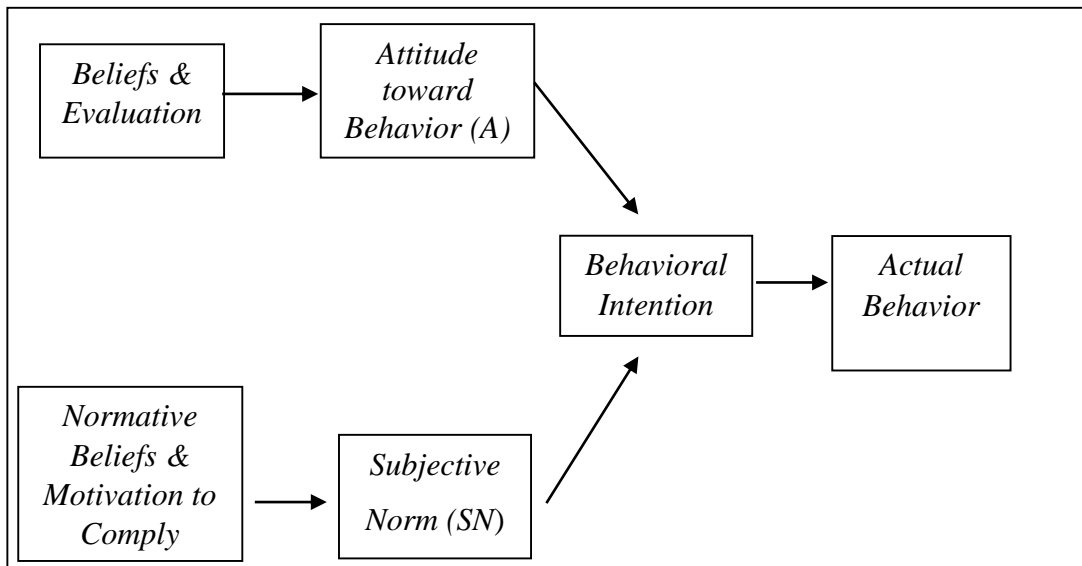 Beliefs &
Evaluation
Attitude
toward
Behavior (A)
Behavioral
Intention
Actual
Behavior
Normative
Beliefs &
Motivation to
Comply
Subjective
Norm (SN)